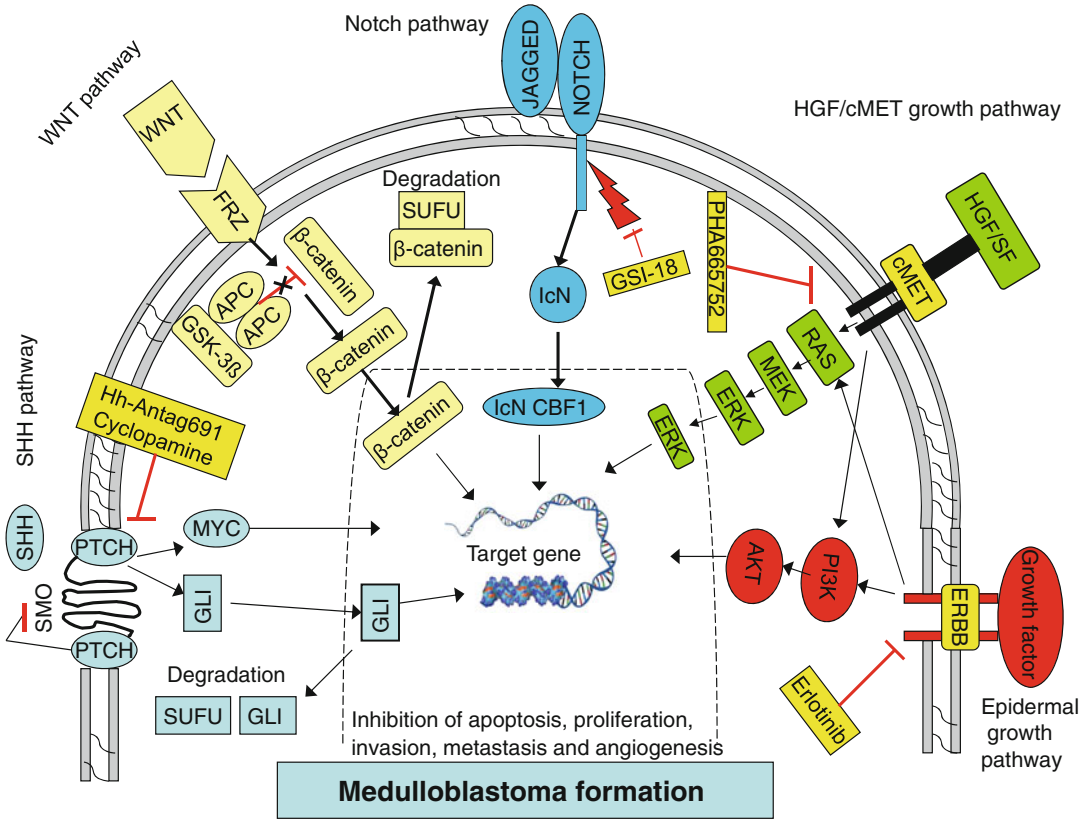 Notch pathway
JAGGED
NOTCH
WNT pathway
WNT
FRZ
HGF/cMET growth pathway
HGF/SF
cMET
Degradation
SUFU
β-catenin
β-catenin
APC
APC
GSK-3ß
β-catenin
β-catenin
IcN
GSI-18
PHA665752
RAS
MEK
ERK
ERK
IcN CBF1
SHH pathway
Hh-Antag691
Cyclopamine
SHH
PTCH
SMO
PTCH
MYC
GLI
GLI
Target gene
AKT
PI3K
ERBB
Growth factor
Erlotinib
Epidermal
growth
pathway
Degradation
SUFU
GLI
Inhibition of apoptosis, proliferation,
invasion, metastasis and angiogenesis
Medulloblastoma formation